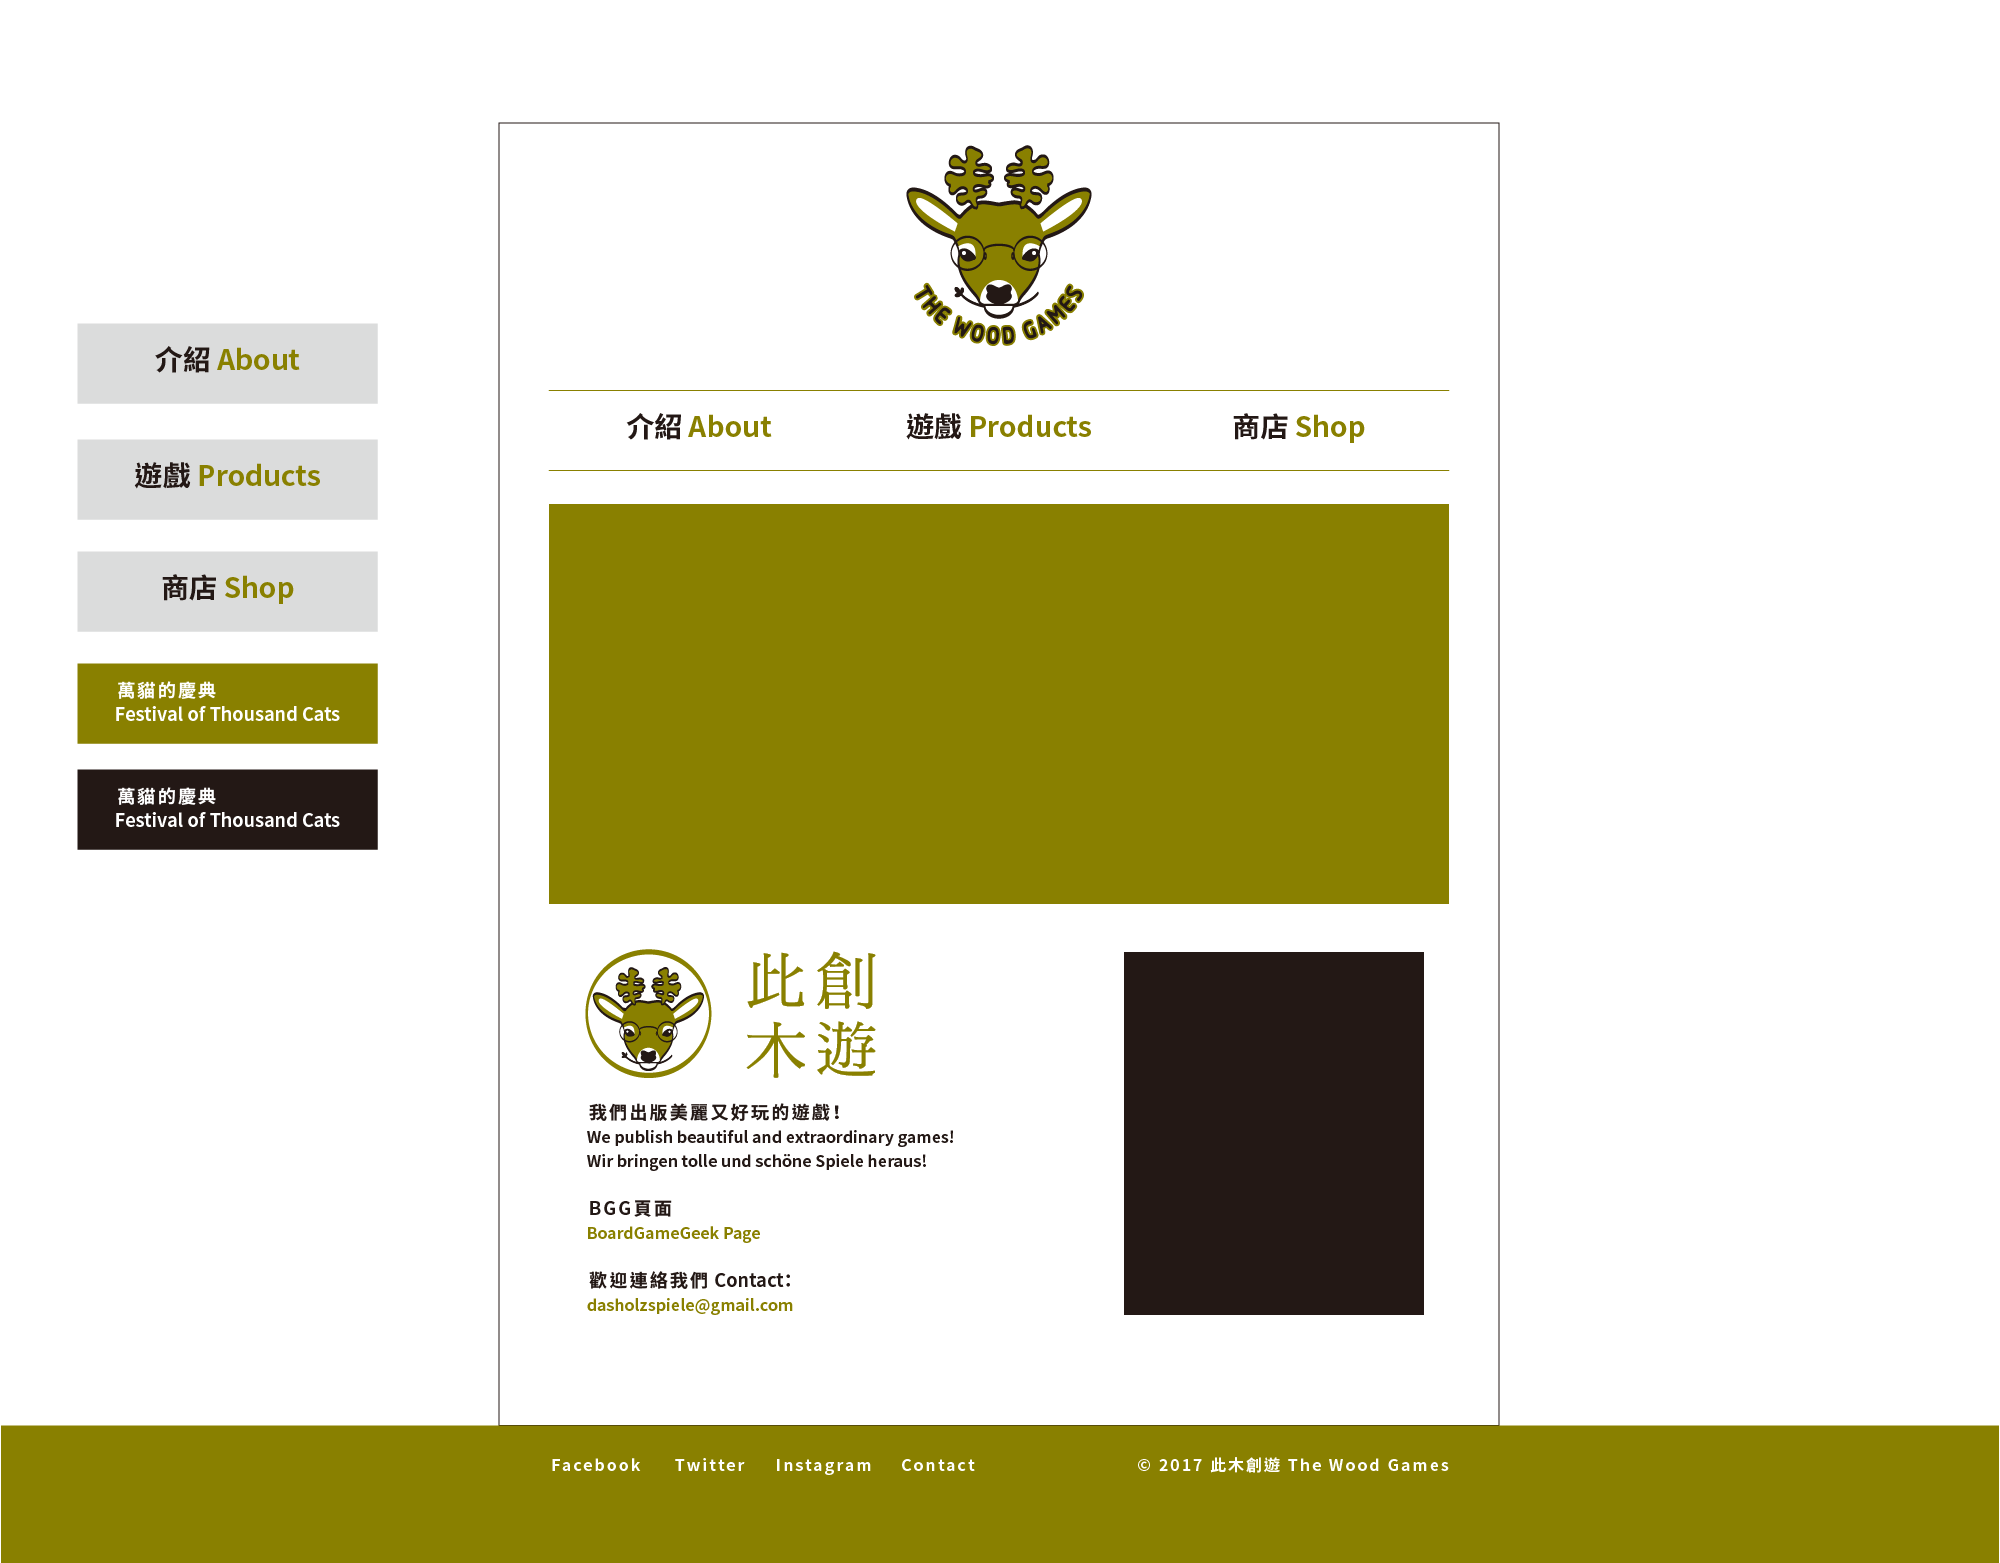 THE WOOD GAMES
介紹 About
遊戲 Products
商店 Shop
介紹 About
遊戲 Products
商店 Shop
萬貓的慶典
Festival of Thousand Cats
萬貓的慶典
Festival of Thousand Cats
此創
木遊
我們出版美麗又好玩的遊戲！
We publish beautiful and extraordinary games!
Wir bringen tolle und schöne Spiele heraus!
BGG頁面
BoardGameGeek Page
歡迎連絡我們 Contact：
dasholzspiele@gmail.com
Facebook Twitter Instagram Contact
© 2017 此木創遊 The Wood Games